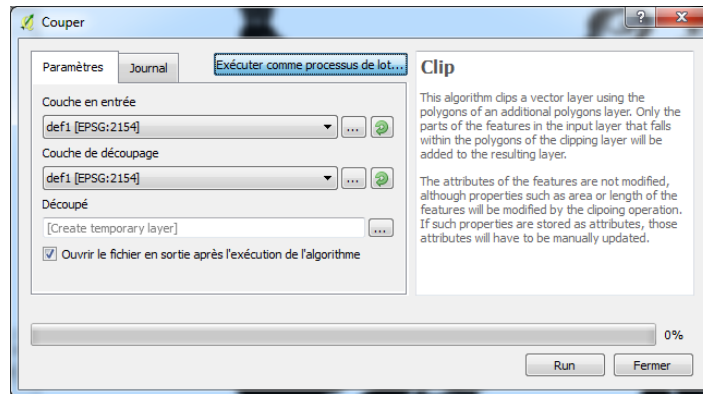 Couper
Paramètres
Journal
Exécuter comme processus de lot...
Couche en entrée
def1 [EPSG:2154]
...
Couche de découpage
def1 [EPSG:2154]
...
Découpé
[Create temporary layer]
...
Ouvrir le fichier en sortie après l'exécution de l'algorithme
Clip
This algorithm clips a vector layer using the
polygons of an additional polygons layer. Only the
parts of the features in the input layer that falls
within the polygons of the clipping layer will be
added to the resulting layer.
The attributes of the features are not modified,
although properties such as area or length of the
features will be modified by the clipoing operation.
If such properties are stored as attributes, those
attributes will have to be manually updated.
0%
Run
Fermer